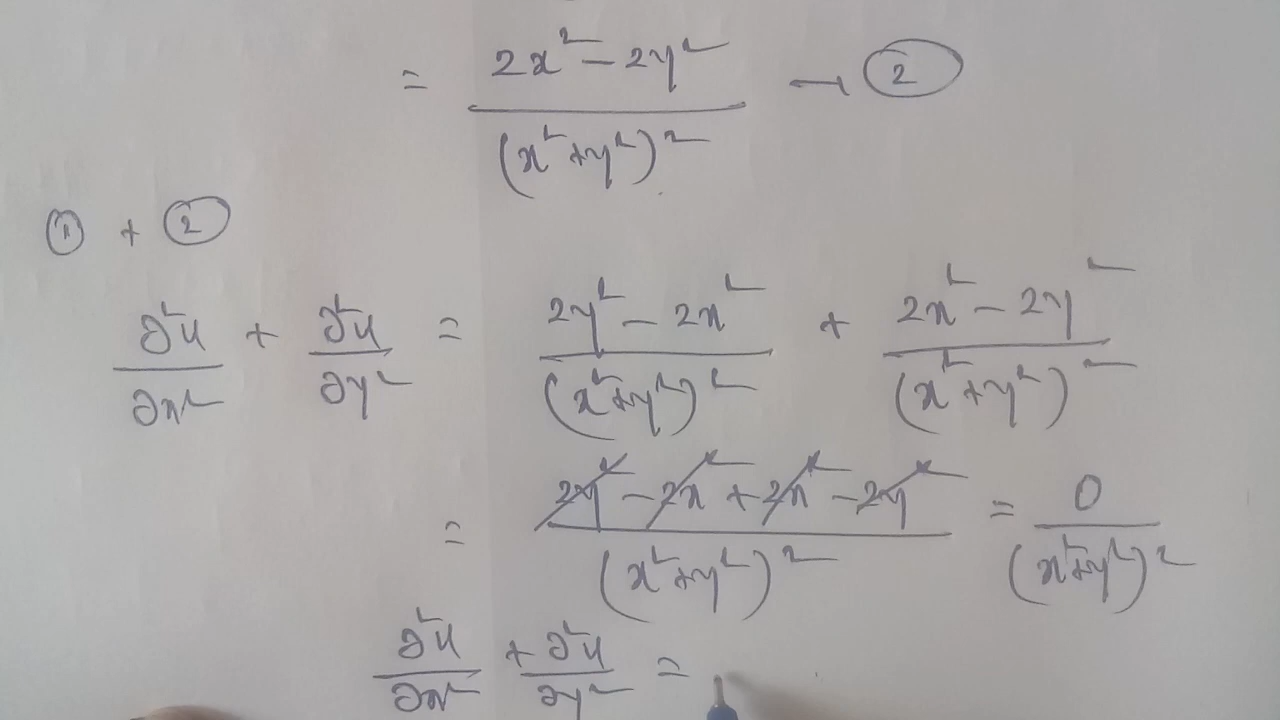 = (2x² - 2y²)/(x²+y²)² → ②
① + ②
∂²u/∂x² + ∂²u/∂y² = (2y² - 2x²)/(x²+y²)² + (2x² - 2y²)/(x²+y²)²
= (2y² - 2x² + 2x² - 2y²)/(x²+y²)² = 0/(x²+y²)²
∂²u/∂x² + ∂²u/∂y² =